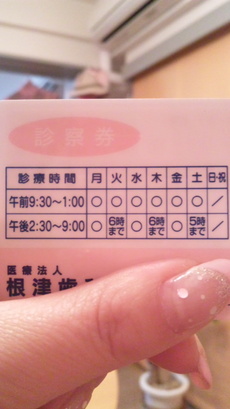 診察券
診療時間 月 火 水 木 金 土 日・祝
午前9:30〜1:00 ○ ○ ○ ○ ○ ○ /
午後2:30〜9:00 ○ 6時まで ○ 6時まで ○ 5時まで /
医療法人
根津歯